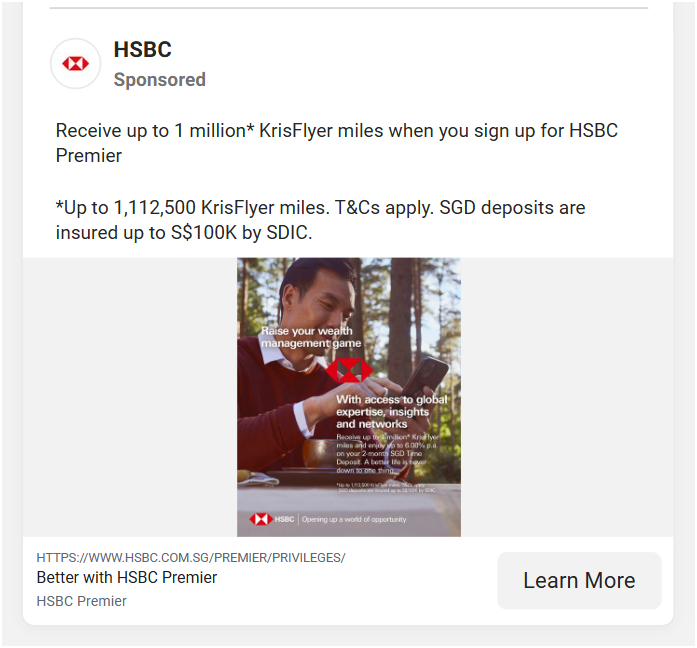 HSBC
Sponsored
Receive up to 1 million* KrisFlyer miles when you sign up for HSBC
Premier
*Up to 1,112,500 KrisFlyer miles. T&Cs apply. SGD deposits are
insured up to S$100K by SDIC.
Raise your wealth
management game
With access to global
expertise, insights
and networks
Receive up to 1 million* KrisFlyer
miles and enjoy up to 6.00% p.a.
on your 2-month SGD Time
Deposit. A better life is never
down to one thing.
*Up to 1,112,500 KrisFlyer miles. T&Cs apply.
SGD deposits are insured up to S$100K by SDIC.
HSBC | Opening up a world of opportunity
HTTPS://WWW.HSBC.COM.SG/PREMIER/PRIVILEGES/
Better with HSBC Premier
HSBC Premier
Learn More